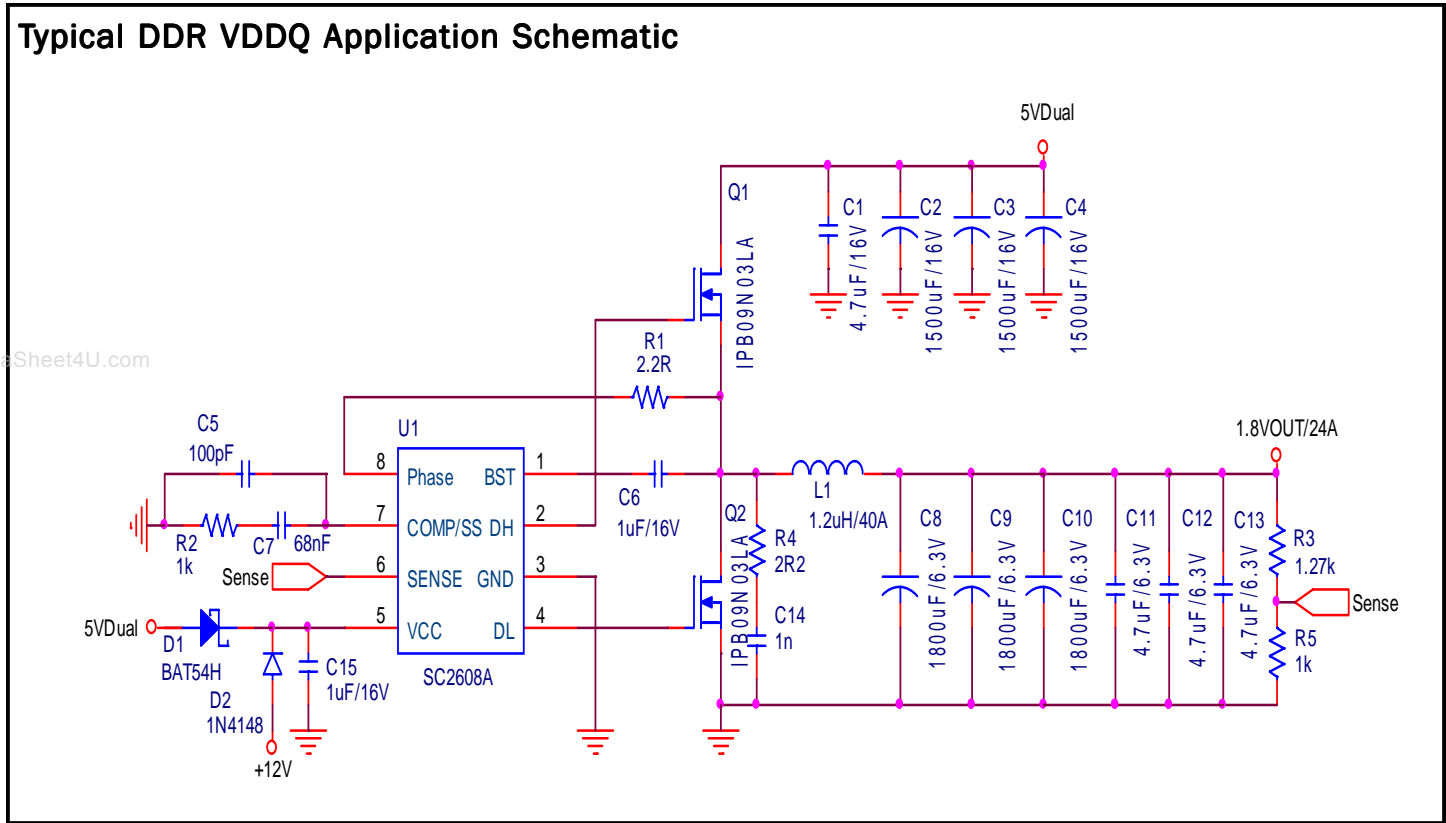 Typical DDR VDDQ Application Schematic
5VDual
Q1
IPB09N03LA
C1
4.7uF/16V
C2
1500uF/16V
C3
1500uF/16V
C4
1500uF/16V
aSheet4U.com
R1
2.2R
C5
100pF
U1
8
Phase
BST
1
7
COMP/SS
DH
2
6
SENSE
GND
3
5
VCC
DL
4
SC2608A
R2
1k
C7
68nF
Sense
5VDual
D1
BAT54H
D2
1N4148
+12V
C15
1uF/16V
C6
1uF/16V
Q2
IPB09N03LA
R4
2R2
C14
1n
L1
1.2uH/40A
1.8VOUT/24A
C8
1800uF/6.3V
C9
1800uF/6.3V
C10
1800uF/6.3V
C11
4.7uF/6.3V
C12
4.7uF/6.3V
C13
4.7uF/6.3V
R3
1.27k
Sense
R5
1k